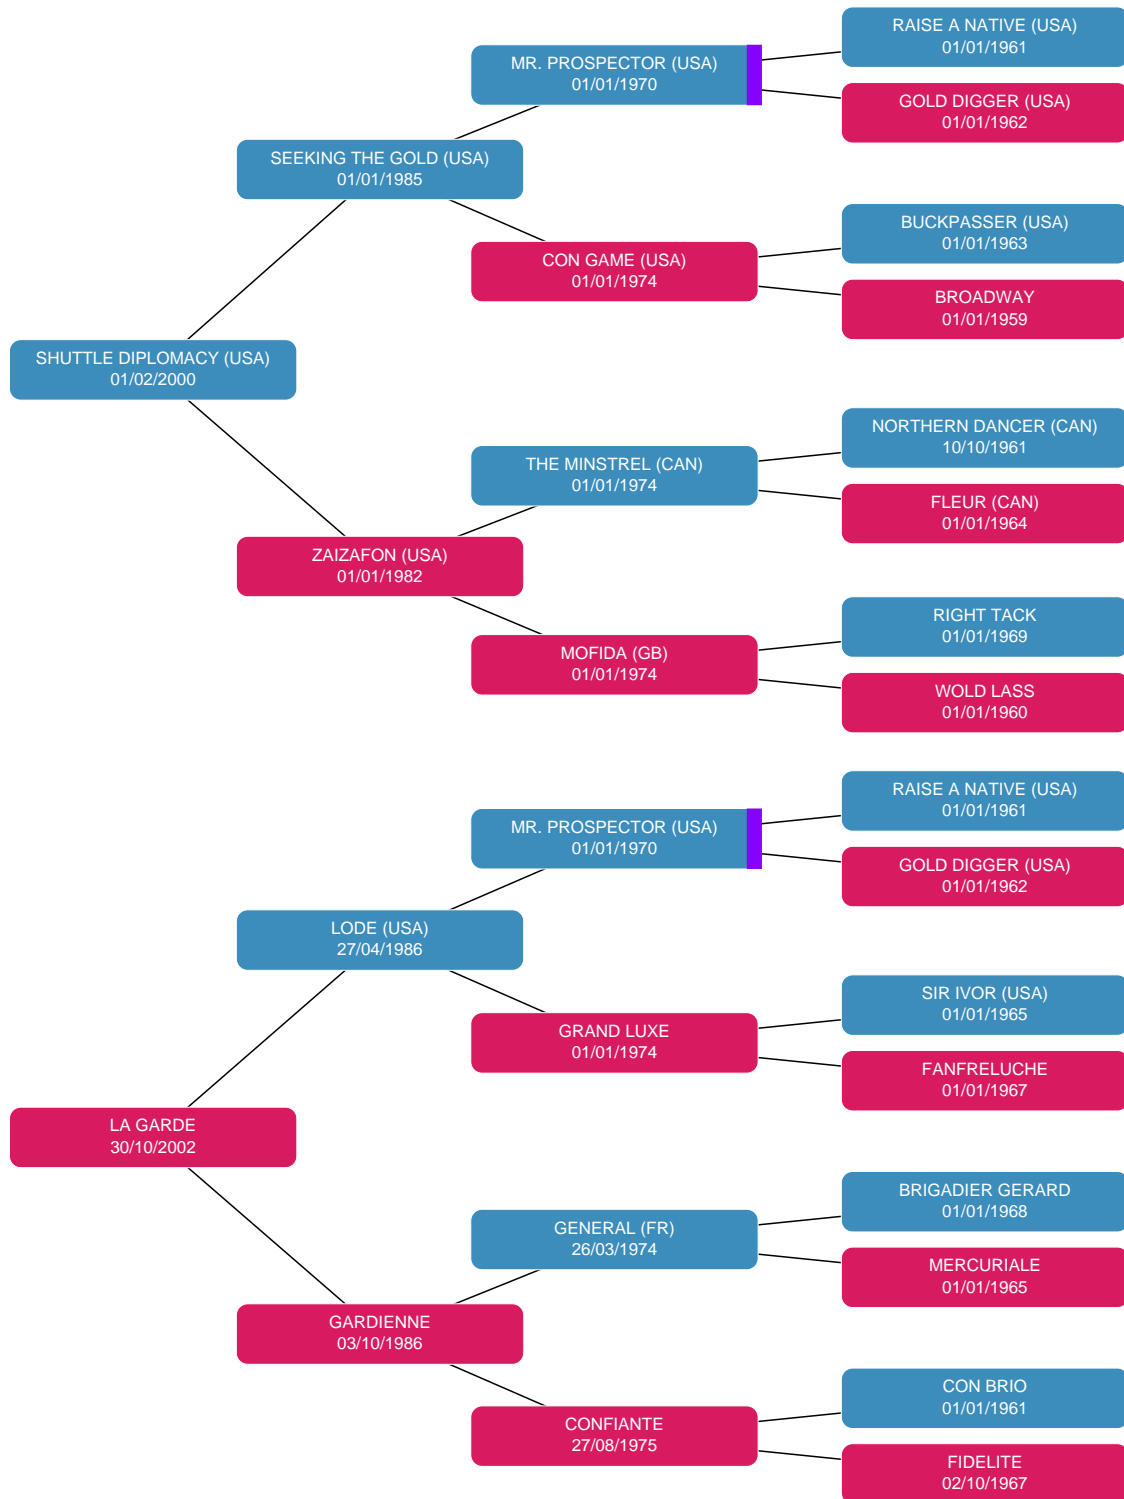 RAISE A NATIVE (USA)
01/01/1961
MR. PROSPECTOR (USA)
01/01/1970
GOLD DIGGER (USA)
01/01/1962
SEEKING THE GOLD (USA)
01/01/1985
BUCKPASSER (USA)
01/01/1963
CON GAME (USA)
01/01/1974
BROADWAY
01/01/1959
SHUTTLE DIPLOMACY (USA)
01/02/2000
NORTHERN DANCER (CAN)
10/10/1961
THE MINSTREL (CAN)
01/01/1974
FLEUR (CAN)
01/01/1964
ZAIZAFON (USA)
01/01/1982
RIGHT TACK
01/01/1969
MOFIDA (GB)
01/01/1974
WOLD LASS
01/01/1960
RAISE A NATIVE (USA)
01/01/1961
MR. PROSPECTOR (USA)
01/01/1970
GOLD DIGGER (USA)
01/01/1962
LODE (USA)
27/04/1986
SIR IVOR (USA)
01/01/1965
GRAND LUXE
01/01/1974
FANFRELUCHE
01/01/1967
LA GARDE
30/10/2002
BRIGADIER GERARD
01/01/1968
GENERAL (FR)
26/03/1974
MERCURIALE
01/01/1965
GARDIENNE
03/10/1986
CON BRIO
01/01/1961
CONFIANTE
27/08/1975
FIDELITE
02/10/1967